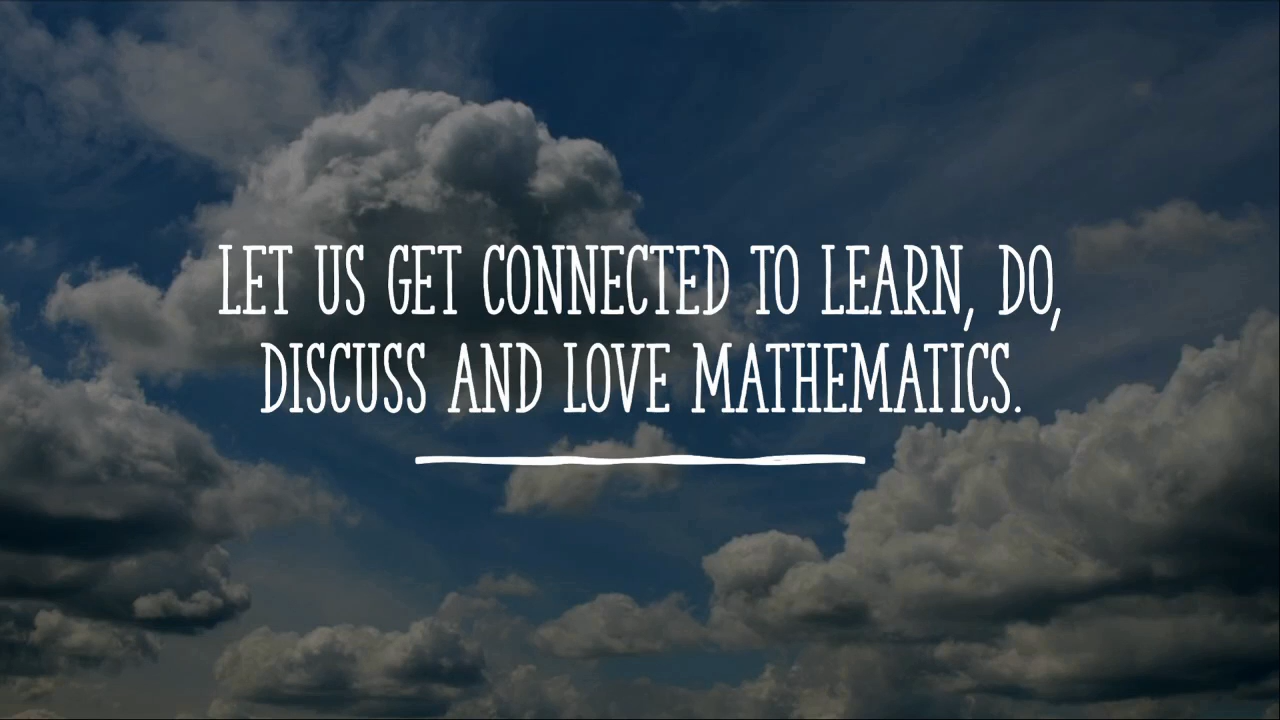 LET US GET CONNECTED TO LEARN, DO,
DISCUSS AND LOVE MATHEMATICS.